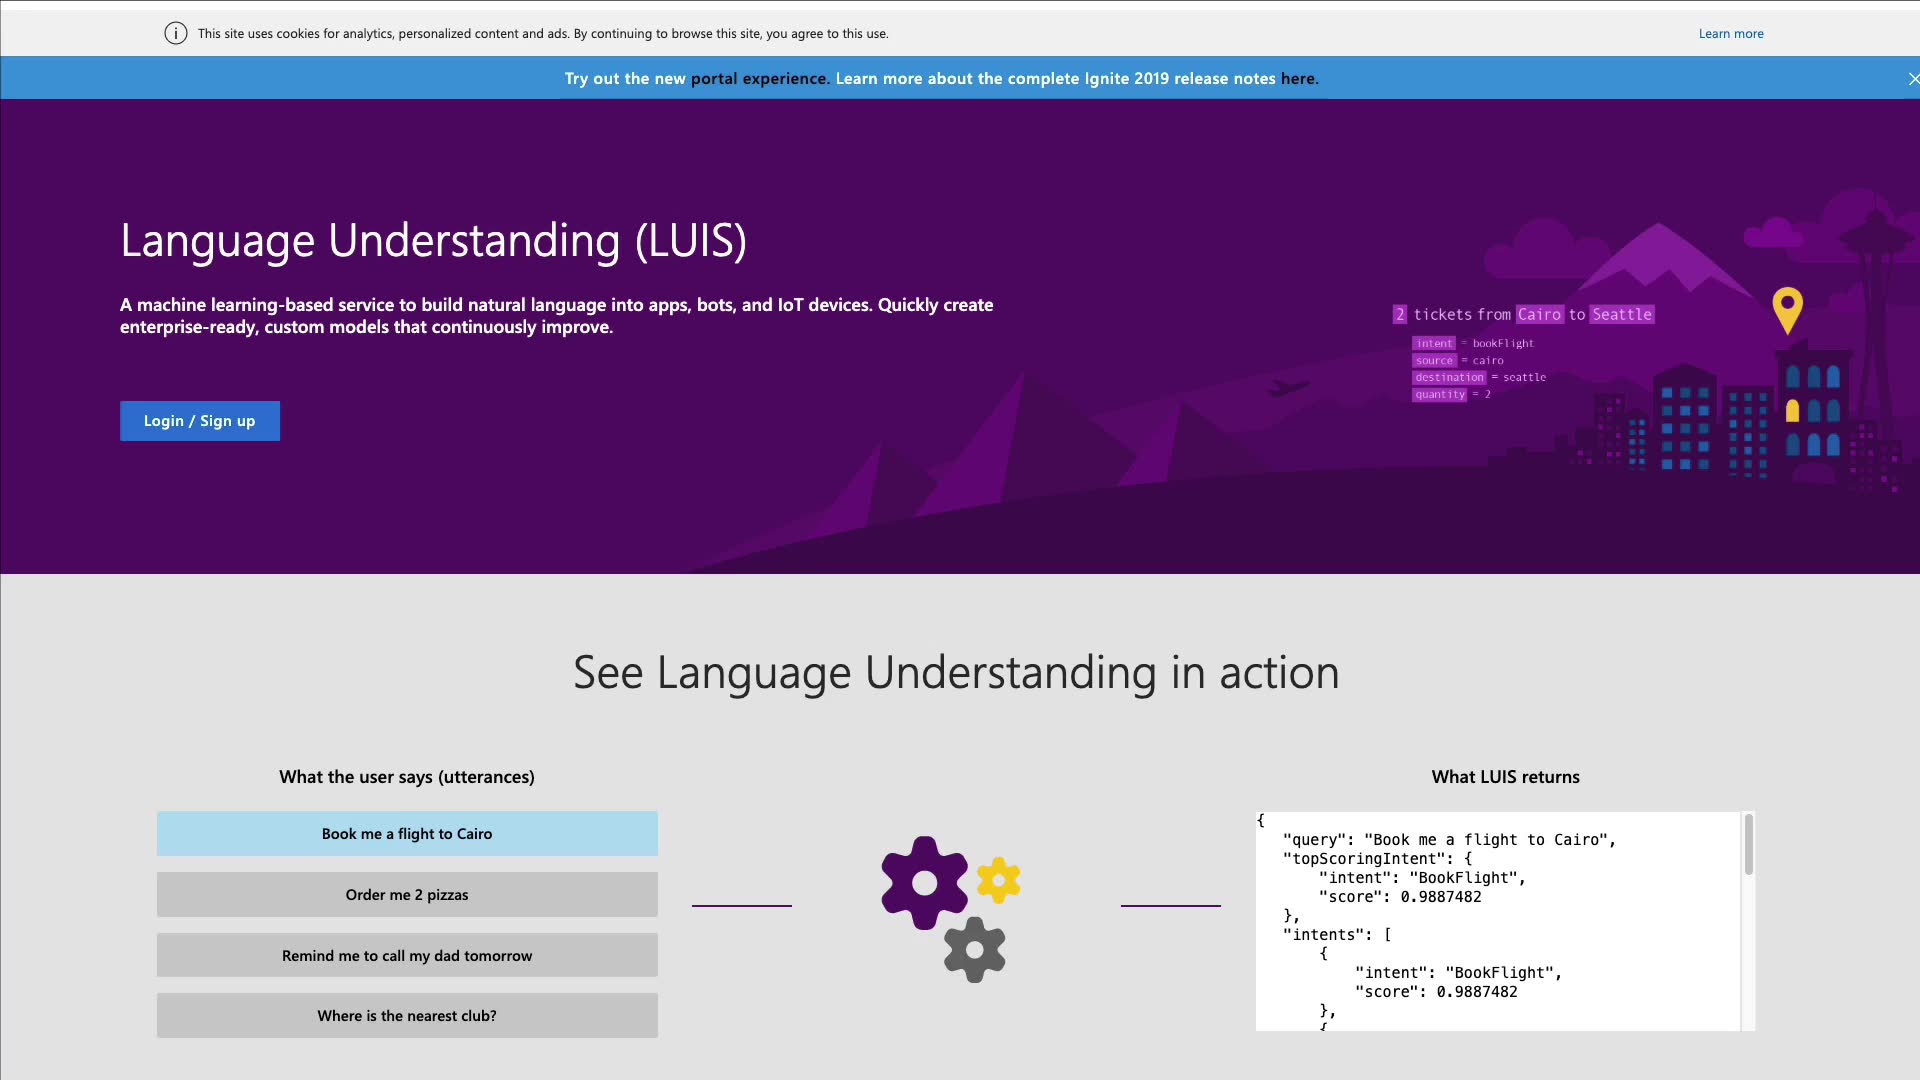 This site uses cookies for analytics, personalized content and ads. By continuing to browse this site, you agree to this use.
Learn more
Try out the new portal experience. Learn more about the complete Ignite 2019 release notes here.
Language Understanding (LUIS)
A machine learning-based service to build natural language into apps, bots, and IoT devices. Quickly create
enterprise-ready, custom models that continuously improve.
Login / Sign up
2 tickets from Cairo to Seattle
intent = bookFlight
source = cairo
destination = seattle
quantity = 2
See Language Understanding in action
What the user says (utterances)
Book me a flight to Cairo
Order me 2 pizzas
Remind me to call my dad tomorrow
Where is the nearest club?
What LUIS returns
{
"query": "Book me a flight to Cairo",
"topScoringIntent": {
"intent": "BookFlight",
"score": 0.9887482
},
"intents": [
{
"intent": "BookFlight",
"score": 0.9887482
},
{